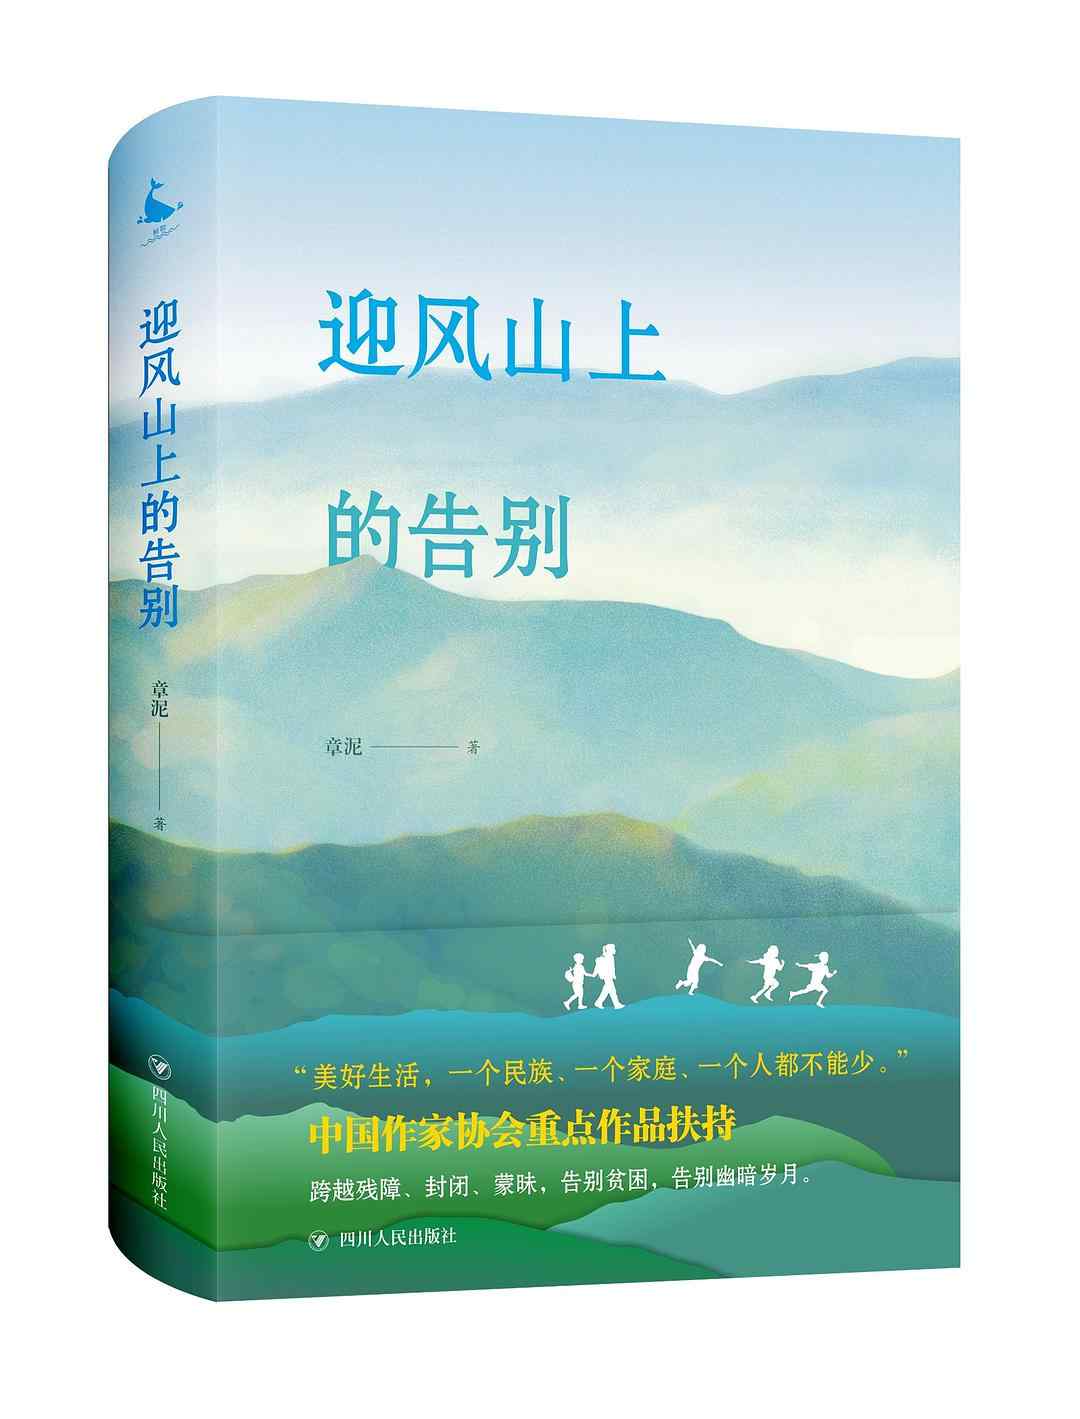 迎风山上的告别
章泥 著
四川人民出版社
迎风山上
的告别
章泥 著
“美好生活，一个民族、一个家庭、一个人都不能少。”
中国作家协会重点作品扶持
跨越残障、封闭、蒙昧，告别贫困，告别幽暗岁月。
四川人民出版社